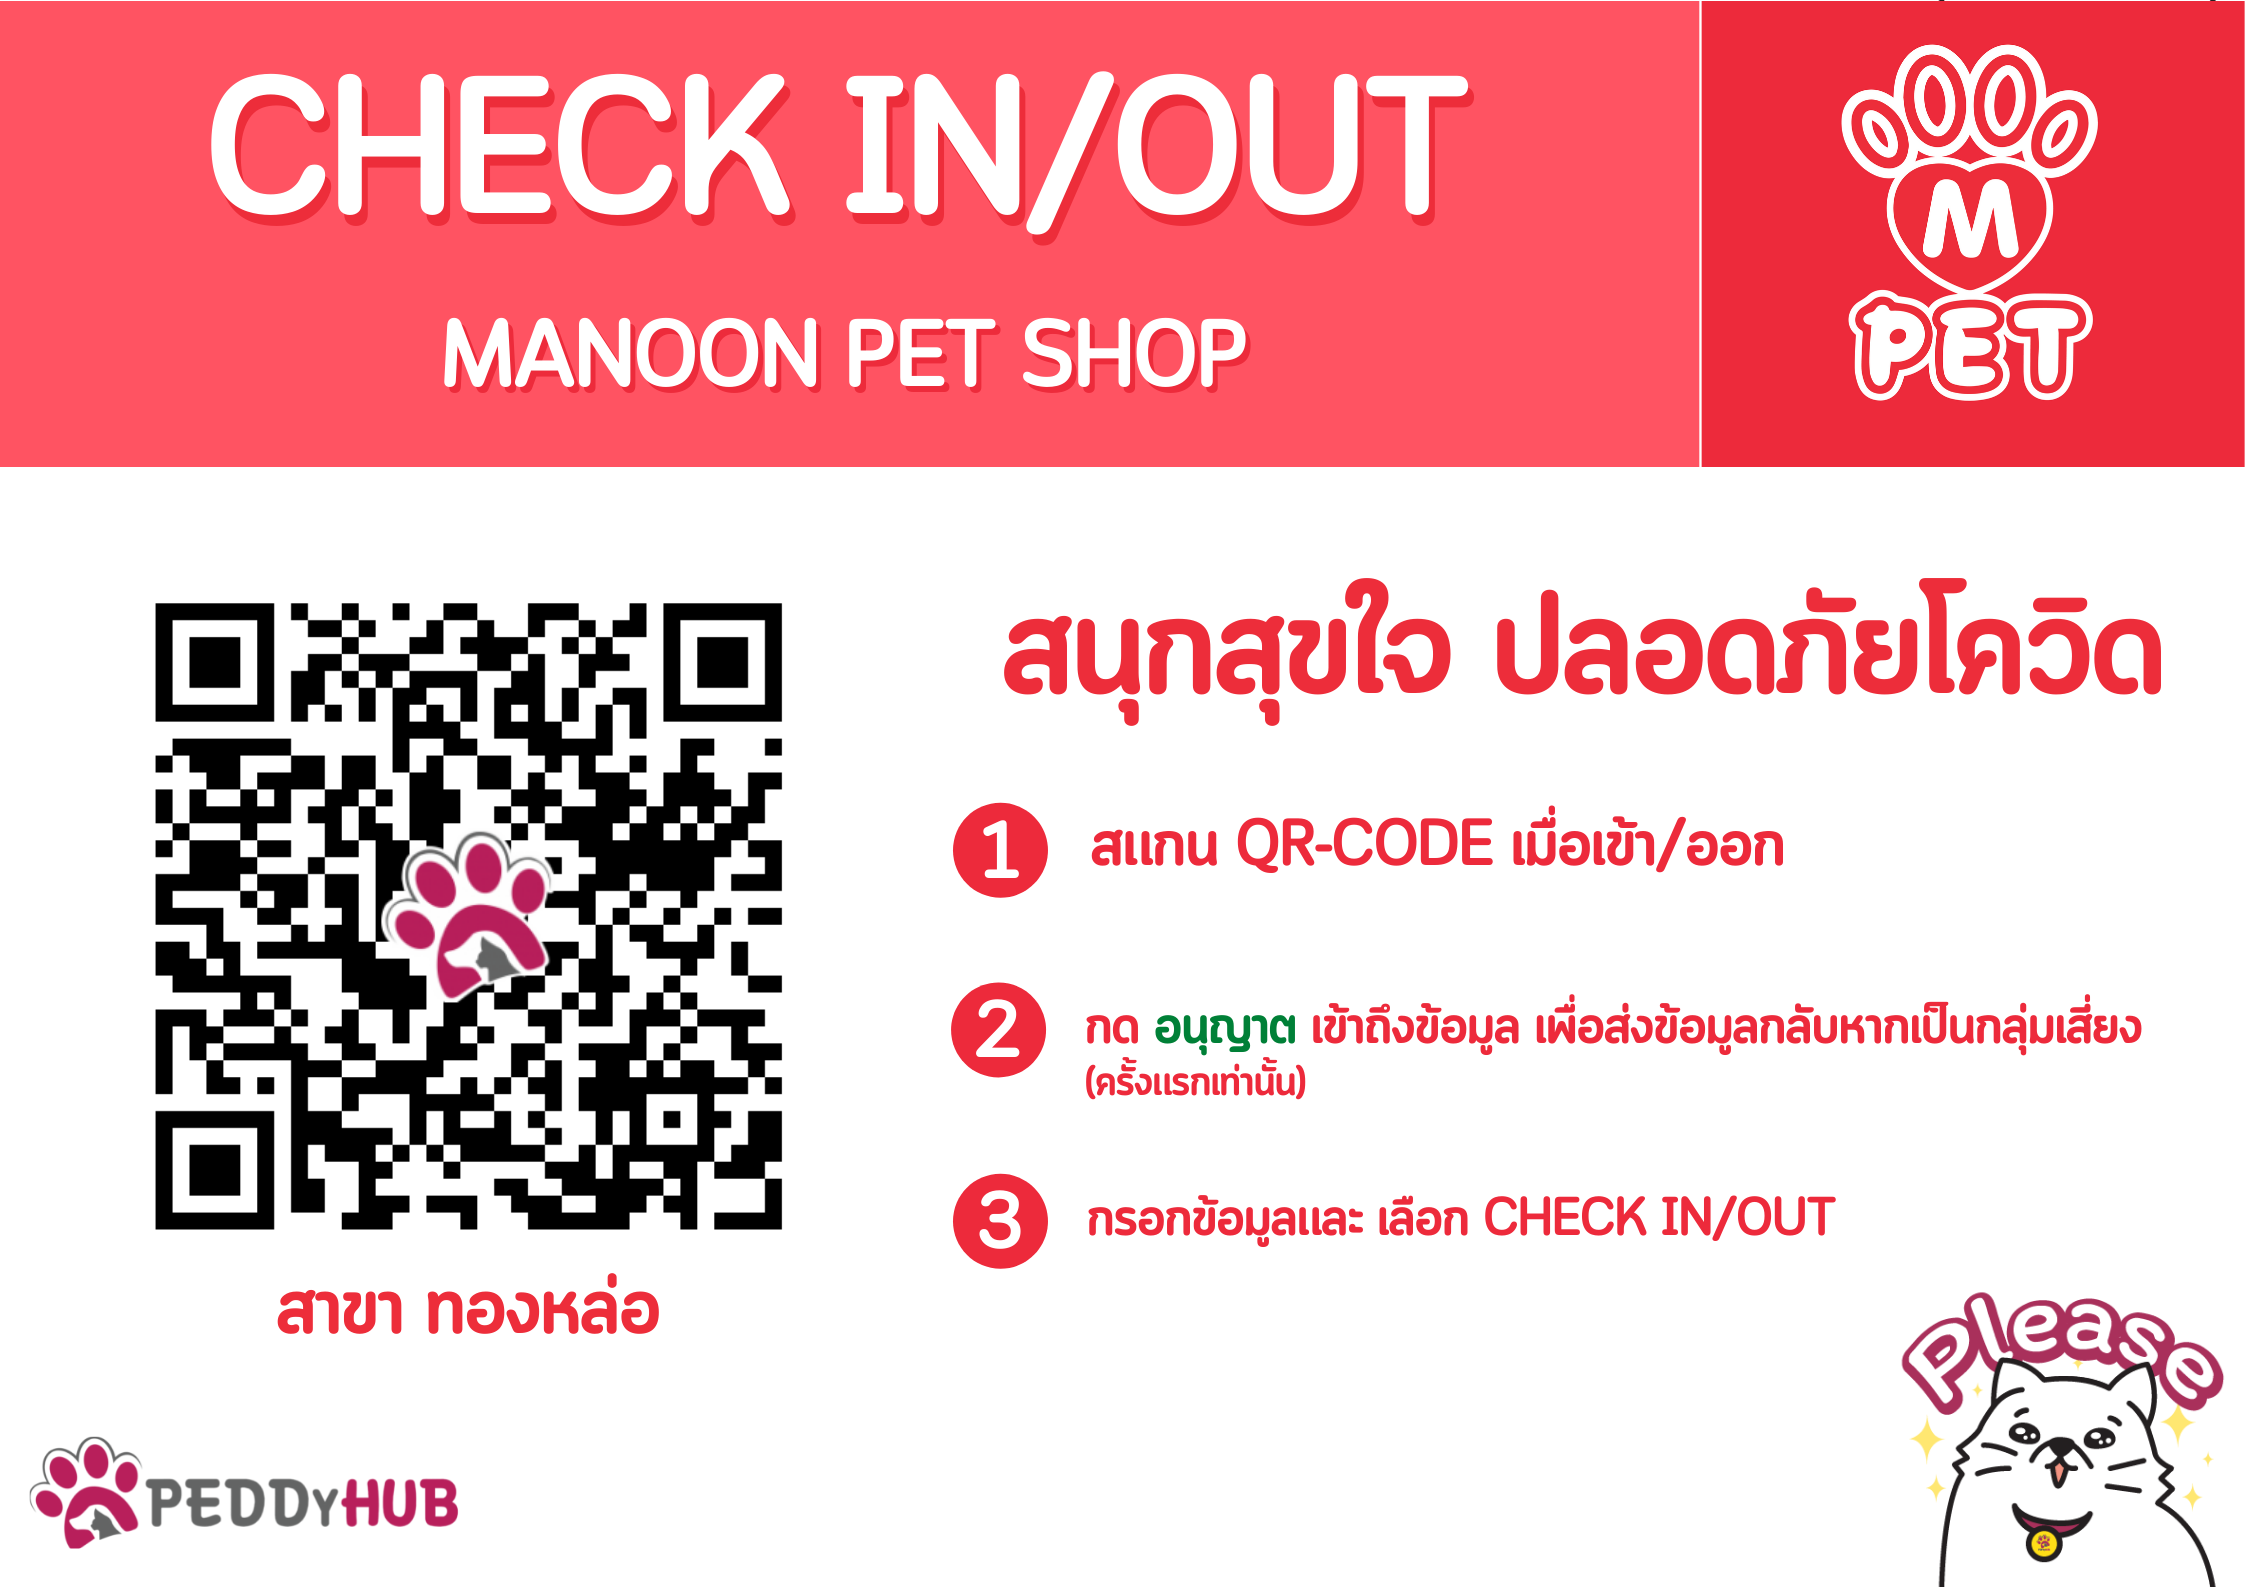 CHECK IN/OUT
MANOON PET SHOP
M
PET
สนุกสุขใจ ปลอดภัยโควิด
1 สแกน QR-CODE เมื่อเข้า/ออก
2 กด อนุญาต เข้าถึงข้อมูล เพื่อส่งข้อมูลกลับหากเป็นกลุ่มเสี่ยง
(ครั้งแรกเท่านั้น)
3 กรอกข้อมูลและ เลือก CHECK IN/OUT
สาขา ทองหล่อ
Please
PEDDyHUB